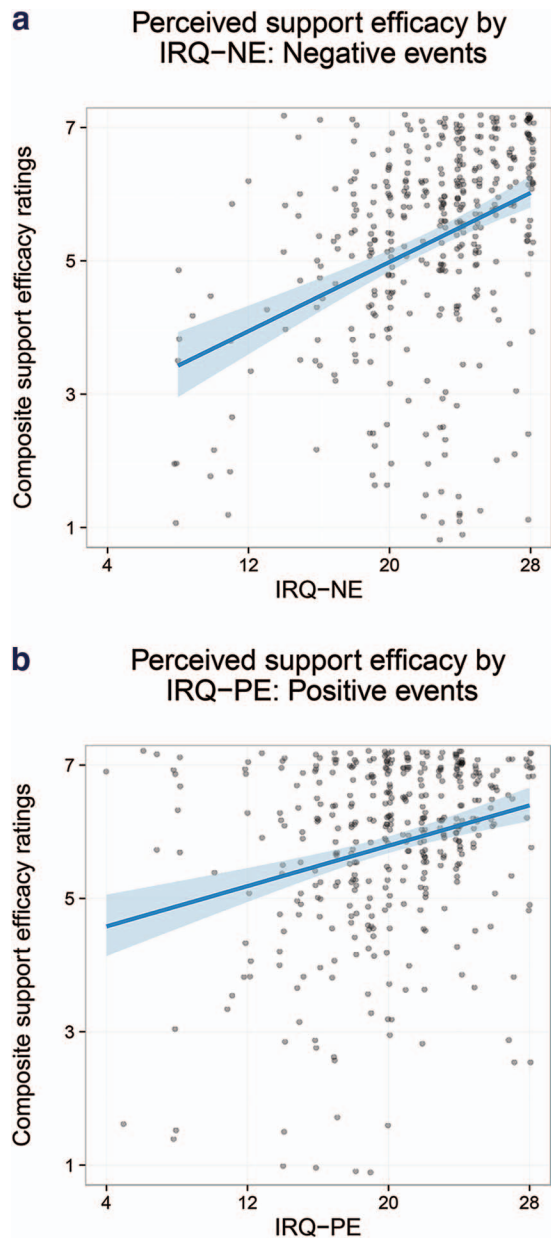 a
Perceived support efficacy by
IRQ−NE: Negative events
Composite support efficacy ratings
7
5
3
1
4 12 20 28
IRQ−NE
b
Perceived support efficacy by
IRQ−PE: Positive events
Composite support efficacy ratings
7
5
3
1
4 12 20 28
IRQ−PE